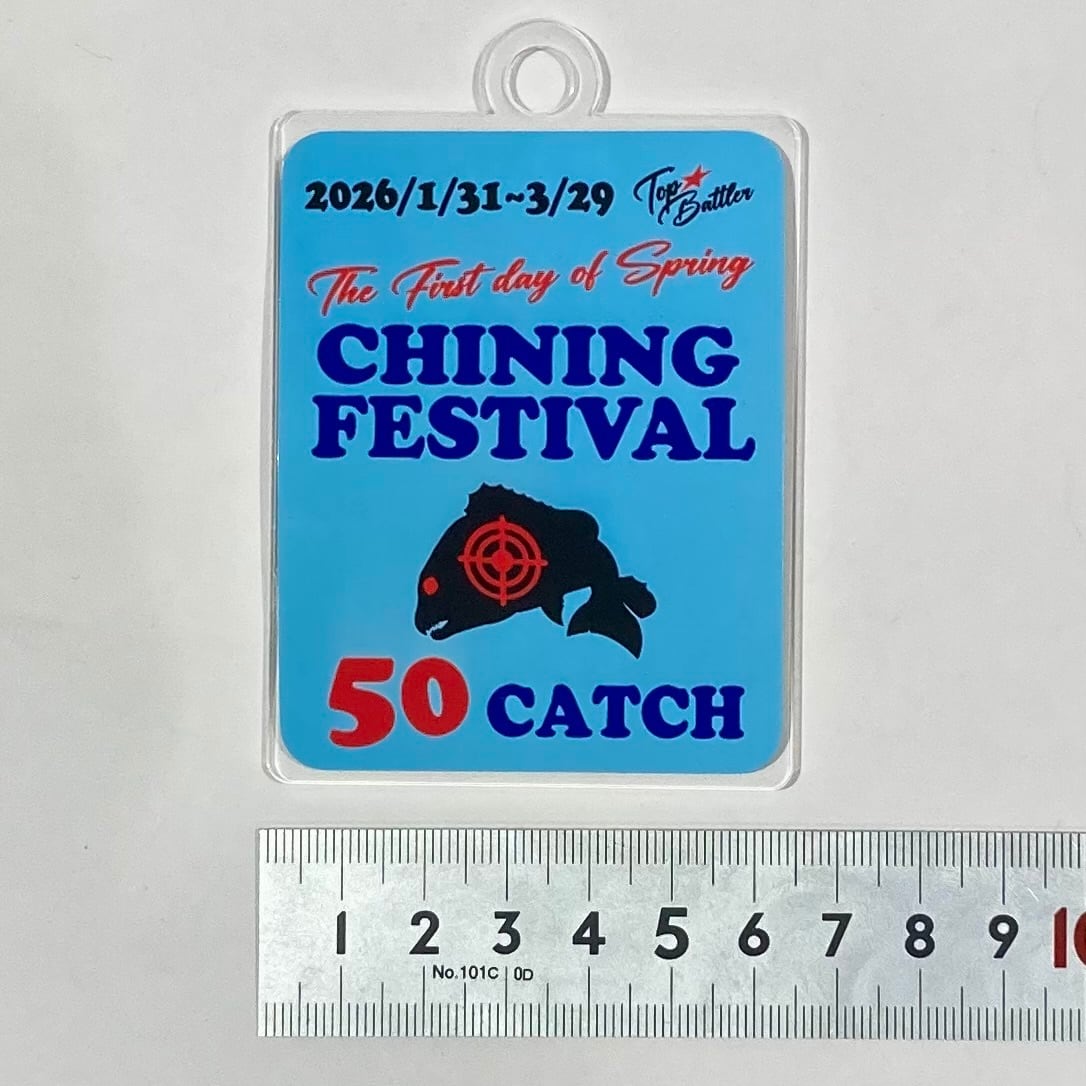 2026/1/31~3/29
Top Battler
The First day of Spring
CHINING
FESTIVAL
50 CATCH
1 2 3 4 5 6 7 8 9 10
No.101C 0D